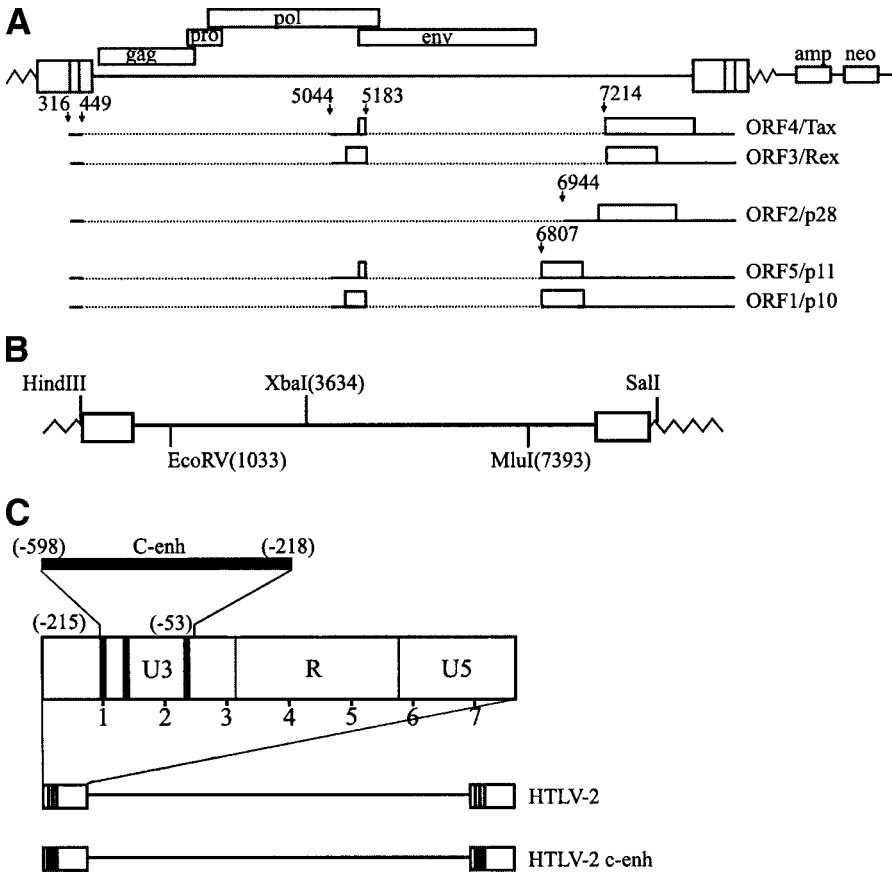 A
pol
pro
env
gag
amp neo
316 449
5044 5183
7214
ORF4/Tax
ORF3/Rex
6944
ORF2/p28
6807
ORF5/p11
ORF1/p10
B
HindIII
XbaI(3634)
SalI
EcoRV(1033)
MluI(7393)
C
(-598) C-enh (-218)
(-215) (-53)
U3 R U5
1 2 3 4 5 6 7
HTLV-2
HTLV-2 c-enh